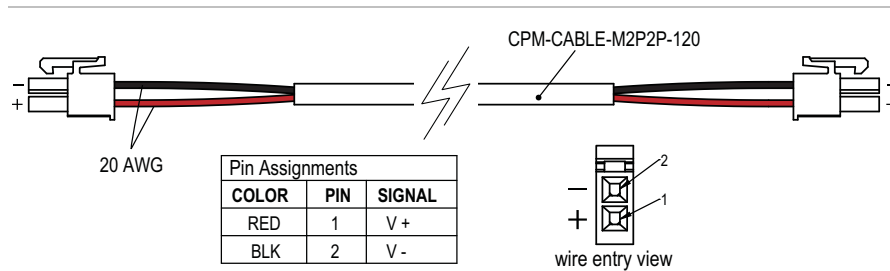 CPM-CABLE-M2P2P-120
−
+
−
+
20 AWG
Pin Assignments
COLOR PIN SIGNAL
RED 1 V +
BLK 2 V -
2
− 
1
+
wire entry view